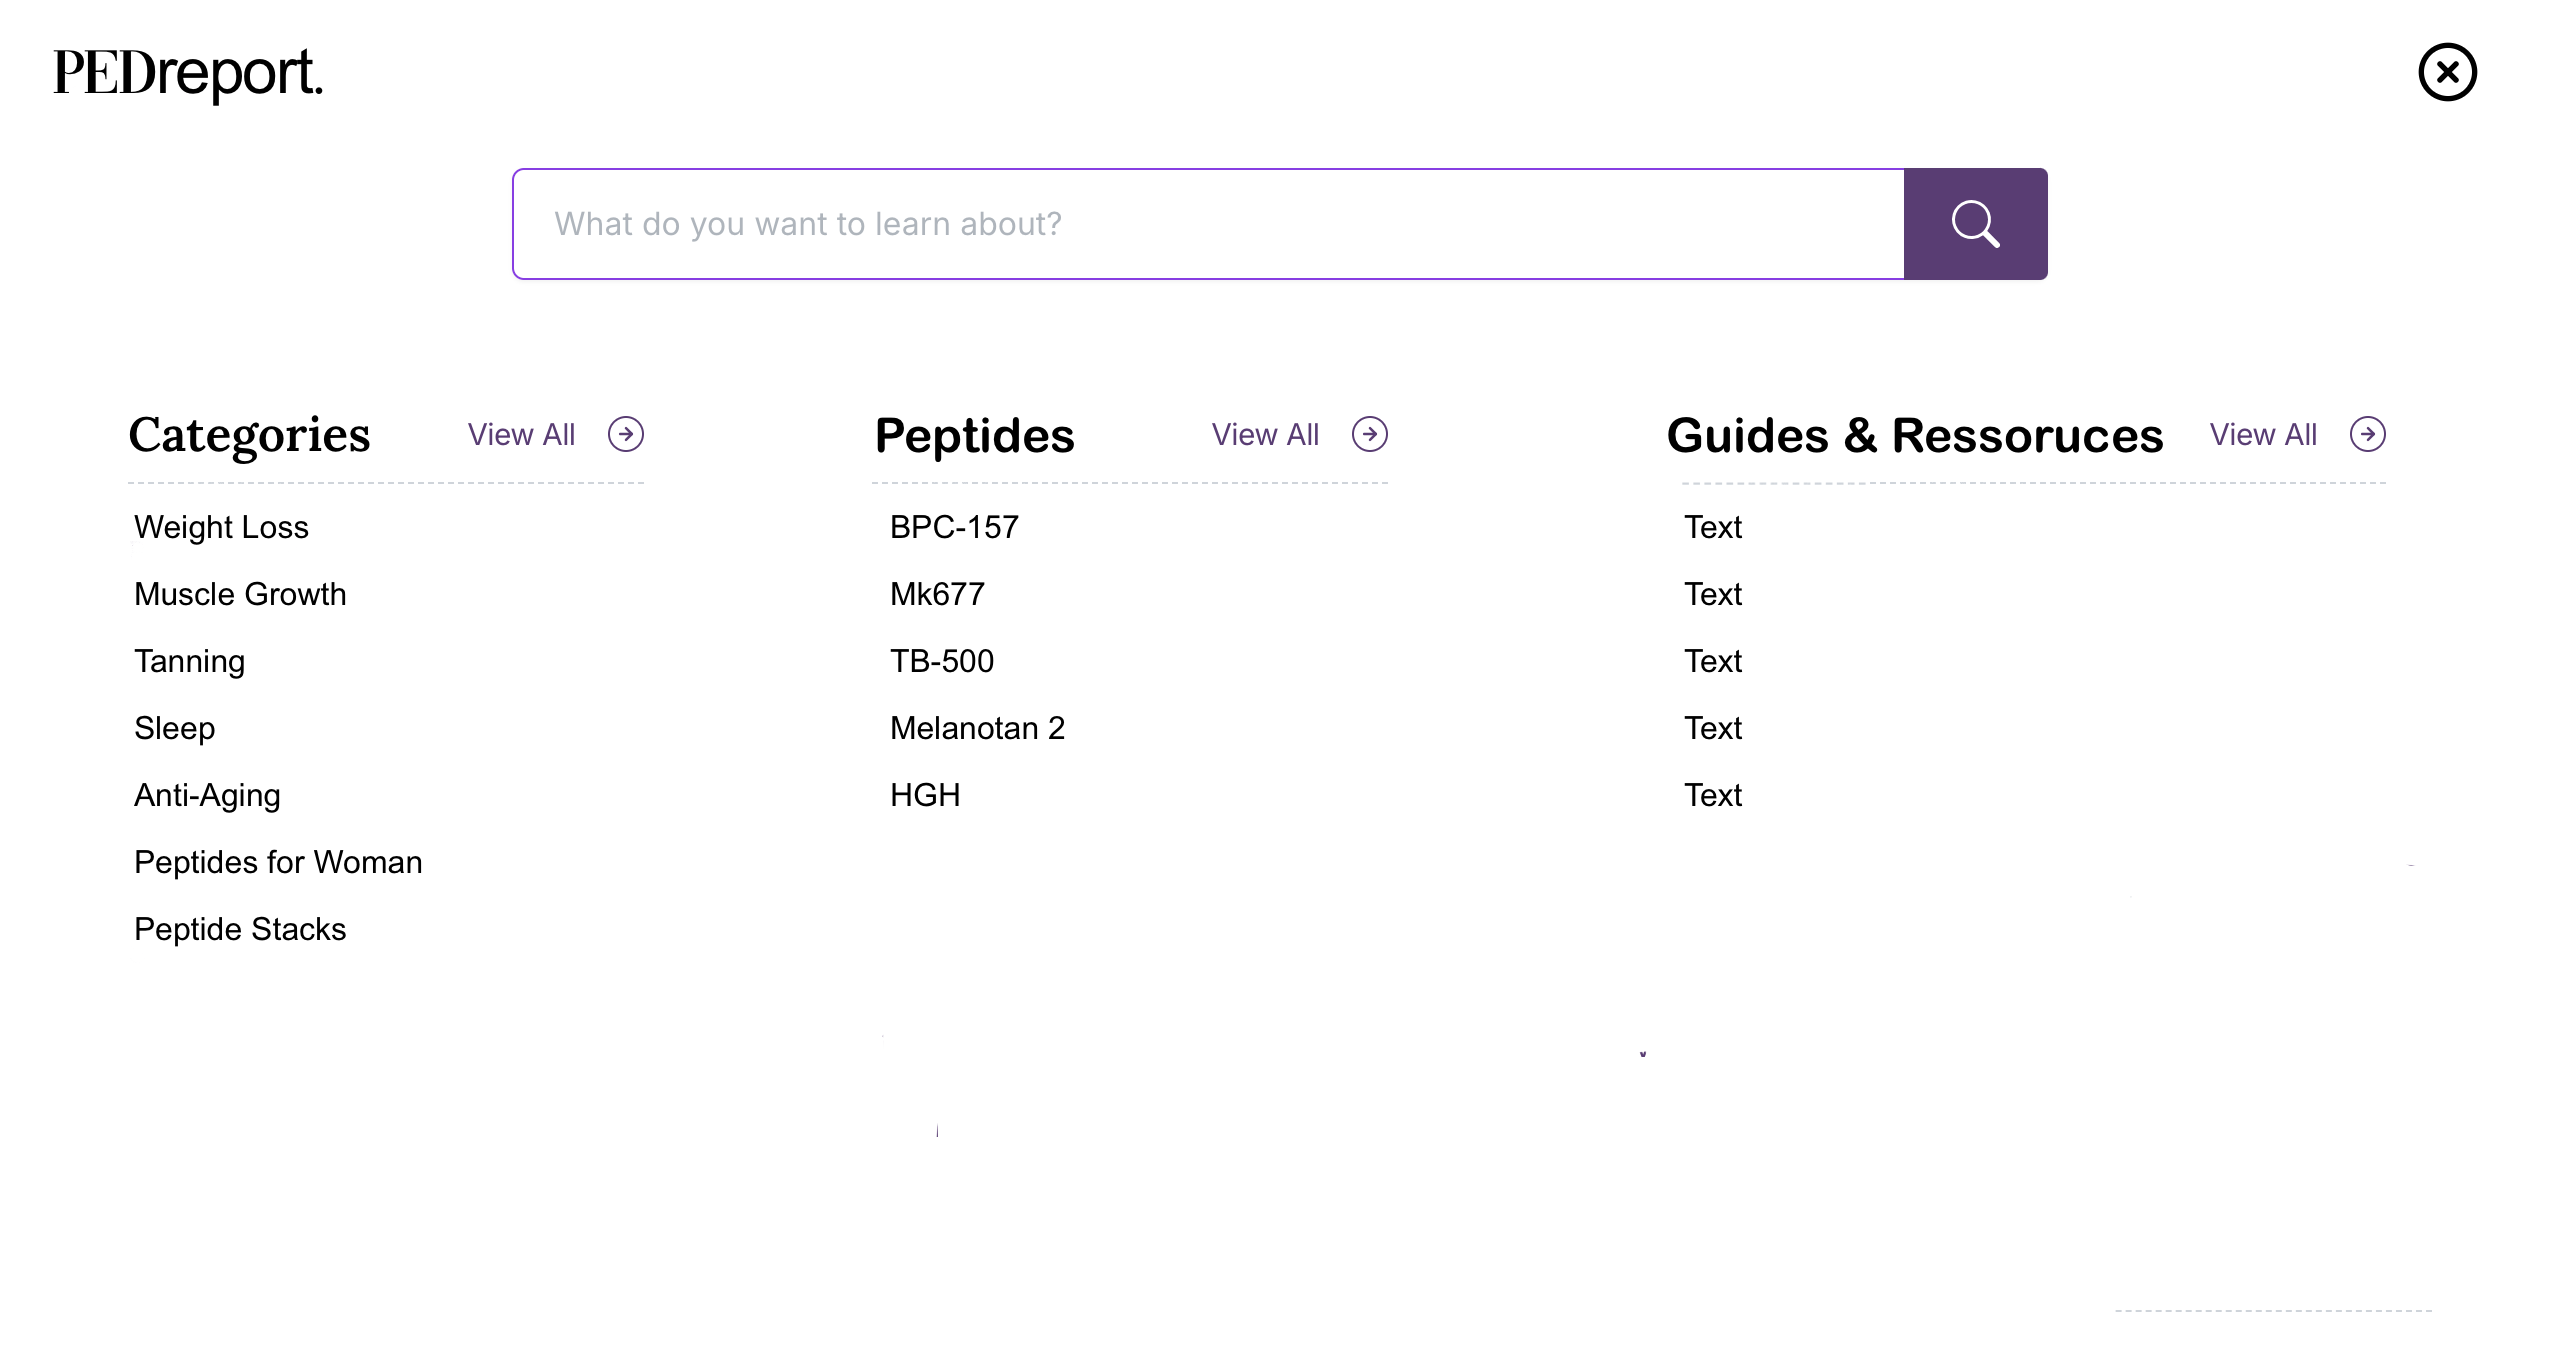 PEDreport.
What do you want to learn about?
Categories View All
Weight Loss
Muscle Growth
Tanning
Sleep
Anti-Aging
Peptides for Woman
Peptide Stacks
Peptides View All
BPC-157
Mk677
TB-500
Melanotan 2
HGH
Guides & Ressoruces View All
Text
Text
Text
Text
Text